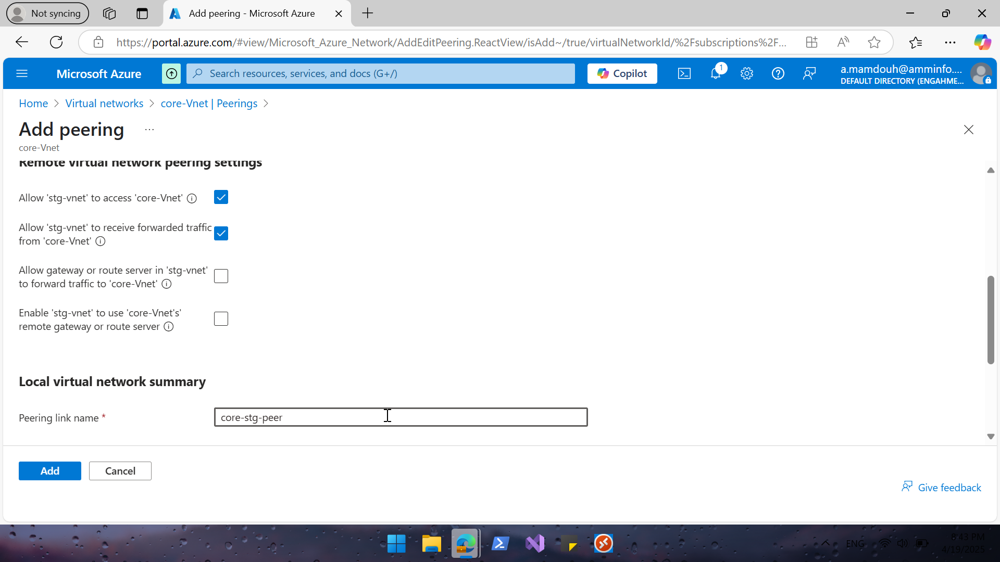 Not syncing
Add peering - Microsoft Azure
https://portal.azure.com/#view/Microsoft_Azure_Network/AddEditPeering.ReactView/isAdd~/true/virtualNetworkId/%2Fsubscriptions%2F...
Microsoft Azure
Search resources, services, and docs (G+/)
Copilot
1
a.mamdouh@amminfo....
DEFAULT DIRECTORY (ENGAHME...
Home > Virtual networks > core-Vnet | Peerings >
Add peering ...
core-Vnet
Remote virtual network peering settings
Allow 'stg-vnet' to access 'core-Vnet'
Allow 'stg-vnet' to receive forwarded traffic
from 'core-Vnet'
Allow gateway or route server in 'stg-vnet'
to forward traffic to 'core-Vnet'
Enable 'stg-vnet' to use 'core-Vnet's'
remote gateway or route server
Local virtual network summary
Peering link name *
core-stg-peer
Add
Cancel
Give feedback
ENG
8:43 PM
4/19/2025